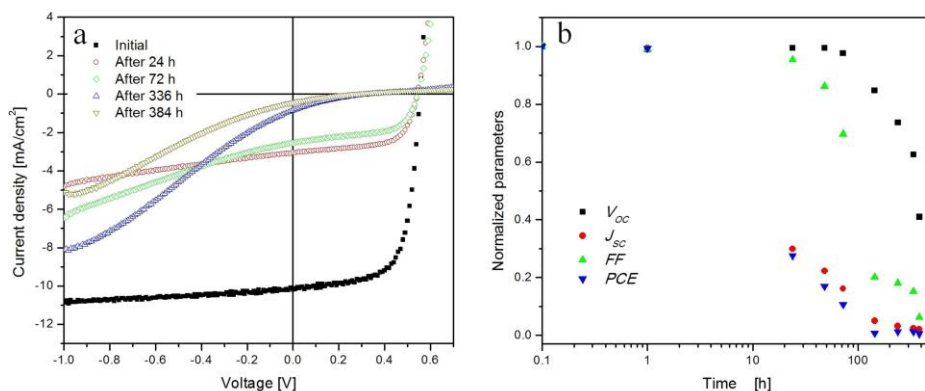 a
Initial
After 24 h
After 72 h
After 336 h
After 384 h
4
2
0
-2
-4
-6
-8
-10
-12
Current density [mA/cm²]
-1.0 -0.8 -0.6 -0.4 -0.2 0.0 0.2 0.4 0.6
Voltage [V]
b
1.0
0.8
0.6
0.4
0.2
0.0
Normalized parameters
V_OC
J_SC
FF
PCE
0.1 1 10 100
Time [h]